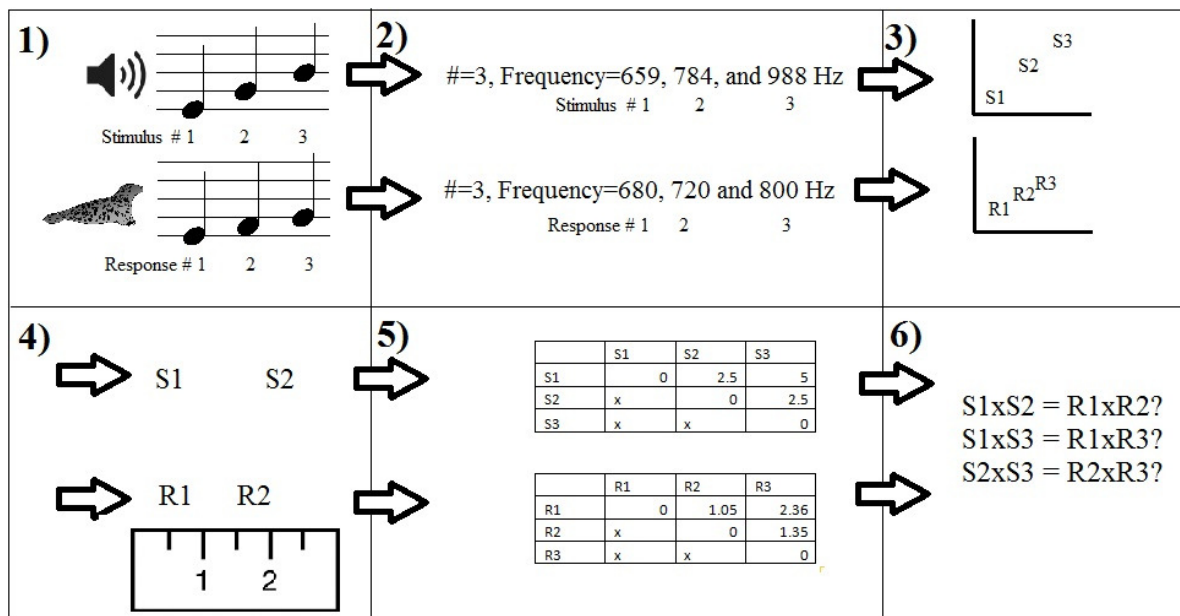 1)
Stimulus # 1 2 3
Response # 1 2 3
2)
#=3, Frequency=659, 784, and 988 Hz
Stimulus # 1 2 3
#=3, Frequency=680, 720 and 800 Hz
Response # 1 2 3
3)
S3
S2
S1
R1 R2 R3
4)
S1 S2
R1 R2
1 2
5)
S1 S2 S3
S1 0 2.5 5
S2 x 0 2.5
S3 x x 0
R1 R2 R3
R1 0 1.05 2.36
R2 x 0 1.35
R3 x x 0
6)
S1xS2 = R1xR2?
S1xS3 = R1xR3?
S2xS3 = R2xR3?